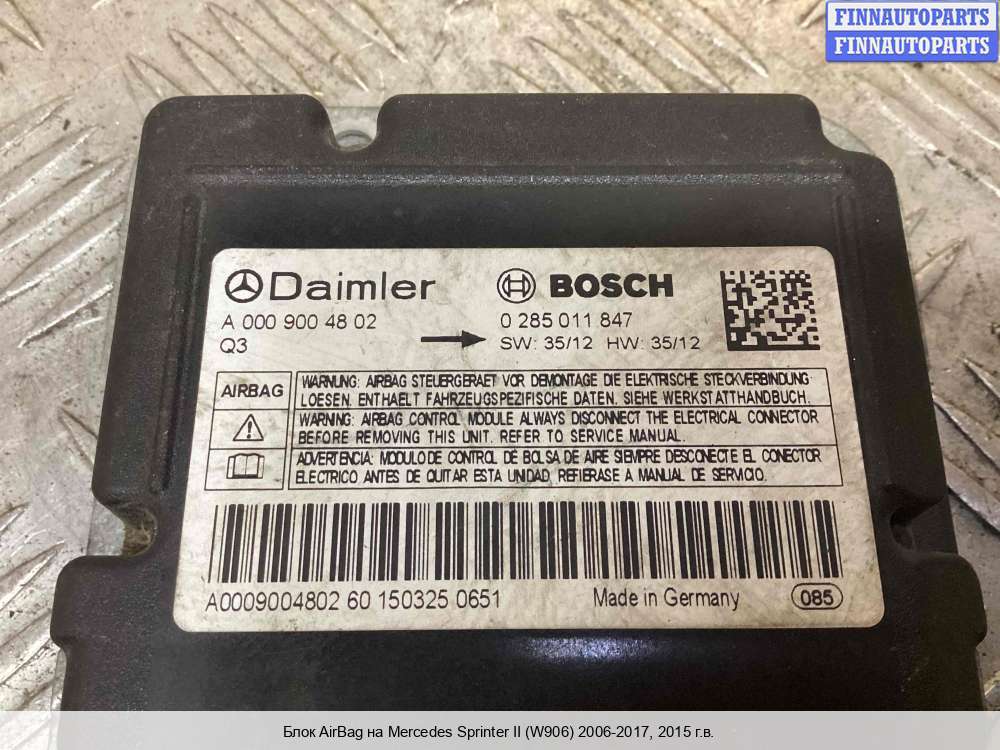 FINNAUTOPARTS
FINNAUTOPARTS
Daimler
BOSCH
A 000 900 48 02
0 285 011 847
Q3
SW: 35/12 HW: 35/12
AIRBAG
WARNUNG: AIRBAG STEUERGERAET VOR DEMONTAGE DIE ELEKTRISCHE STECKVERBINDUNG
LOESEN. ENTHAELT FAHRZEUGSPEZIFISCHE DATEN. SIEHE WERKSTATTHANDBUCH.
WARNING: AIRBAG CONTROL MODULE ALWAYS DISCONNECT THE ELECTRICAL CONNECTOR
BEFORE REMOVING THIS UNIT. REFER TO SERVICE MANUAL.
ADVERTENCIA: MODULO DE CONTROL DE BOLSA DE AIRE SIEMPRE DESCONECTE EL CONECTOR
ELECTRICO ANTES DE QUITAR ESTA UNIDAD. REFIERASE A MANUAL DE SERVICIO.
A0009004802 60 150325 0651
Made in Germany
085
Блок AirBag на Mercedes Sprinter II (W906) 2006-2017, 2015 г.в.